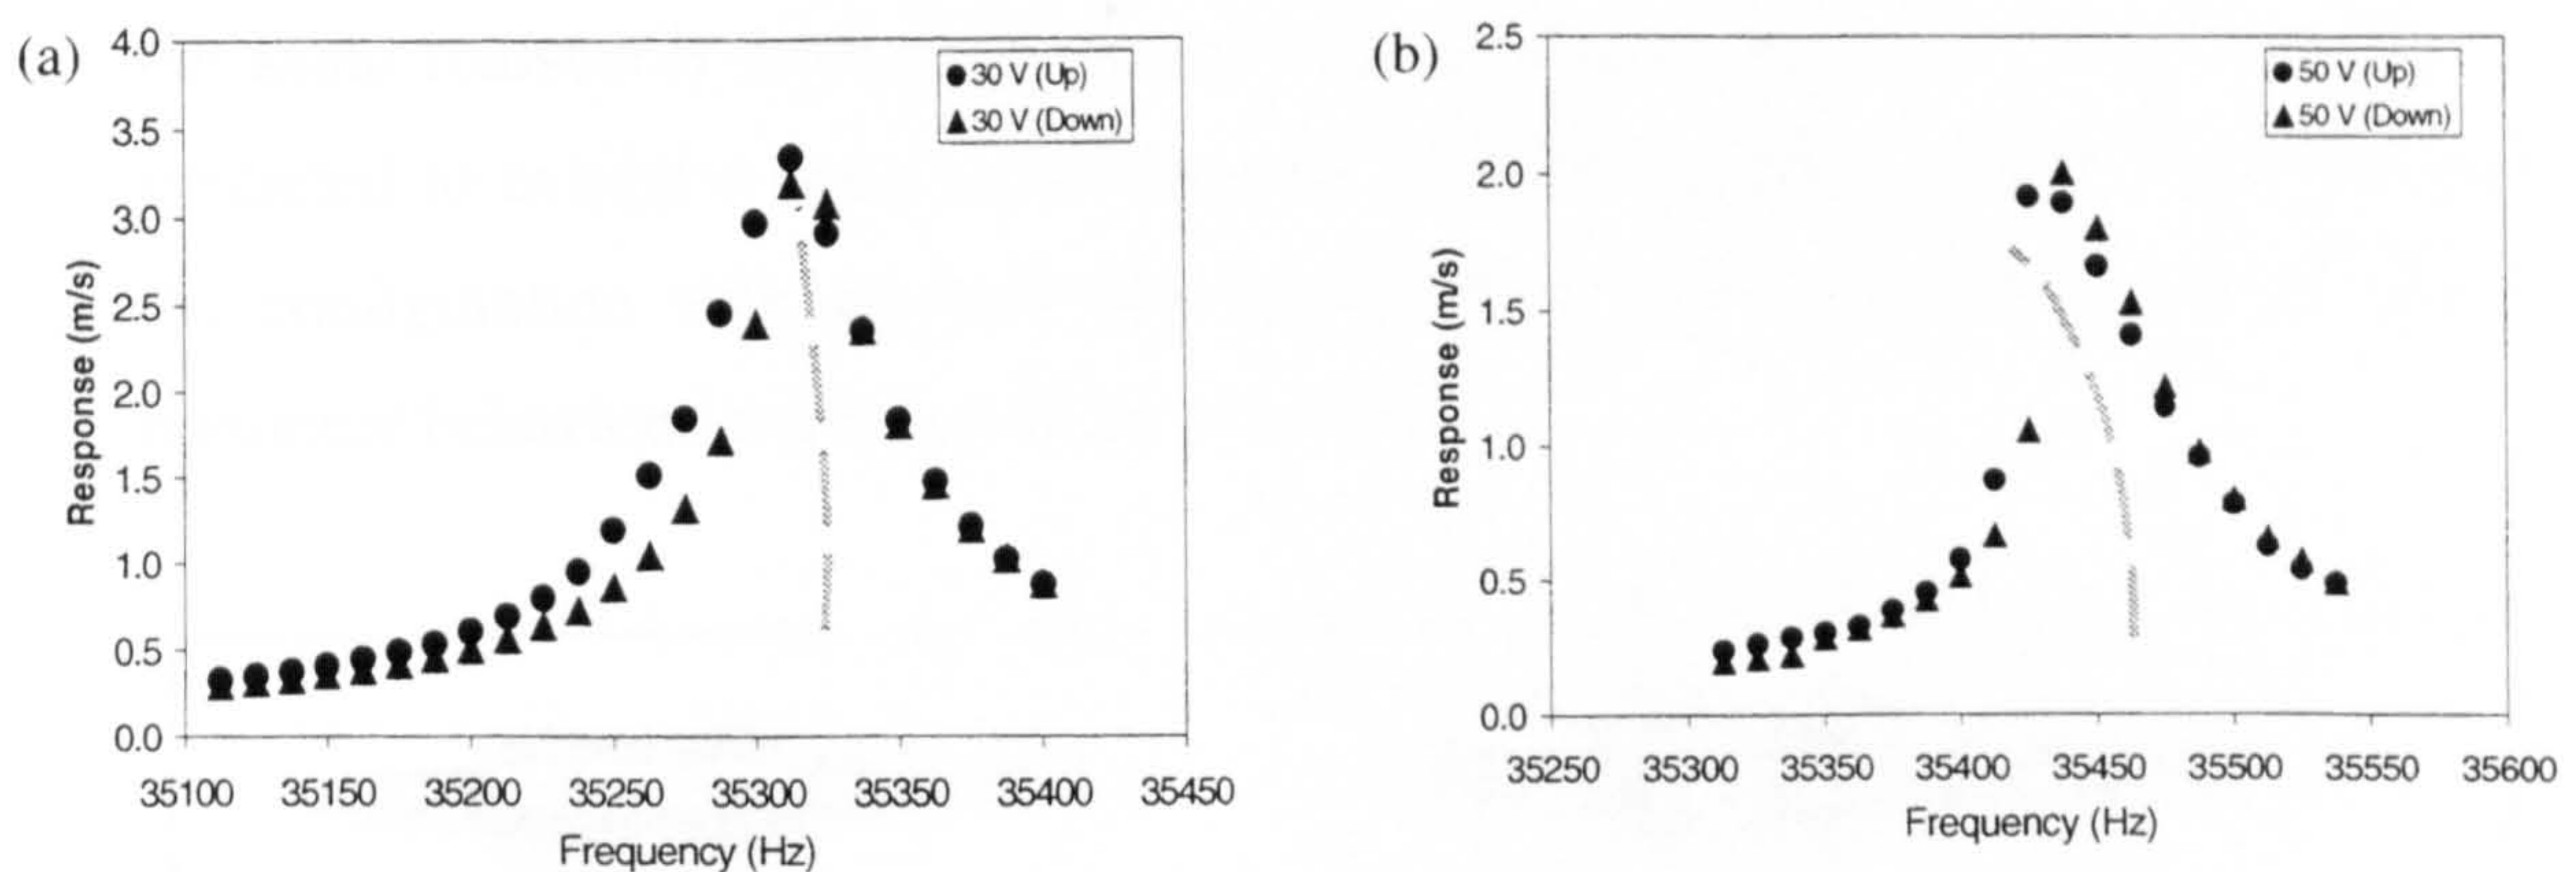 (a)
4.0
3.5
3.0
2.5
2.0
1.5
1.0
0.5
0.0
Response (m/s)
30 V (Up)
30 V (Down)
35100 35150 35200 35250 35300 35350 35400 35450
Frequency (Hz)
(b)
2.5
2.0
1.5
1.0
0.5
0.0
Response (m/s)
50 V (Up)
50 V (Down)
35250 35300 35350 35400 35450 35500 35550 35600
Frequency (Hz)